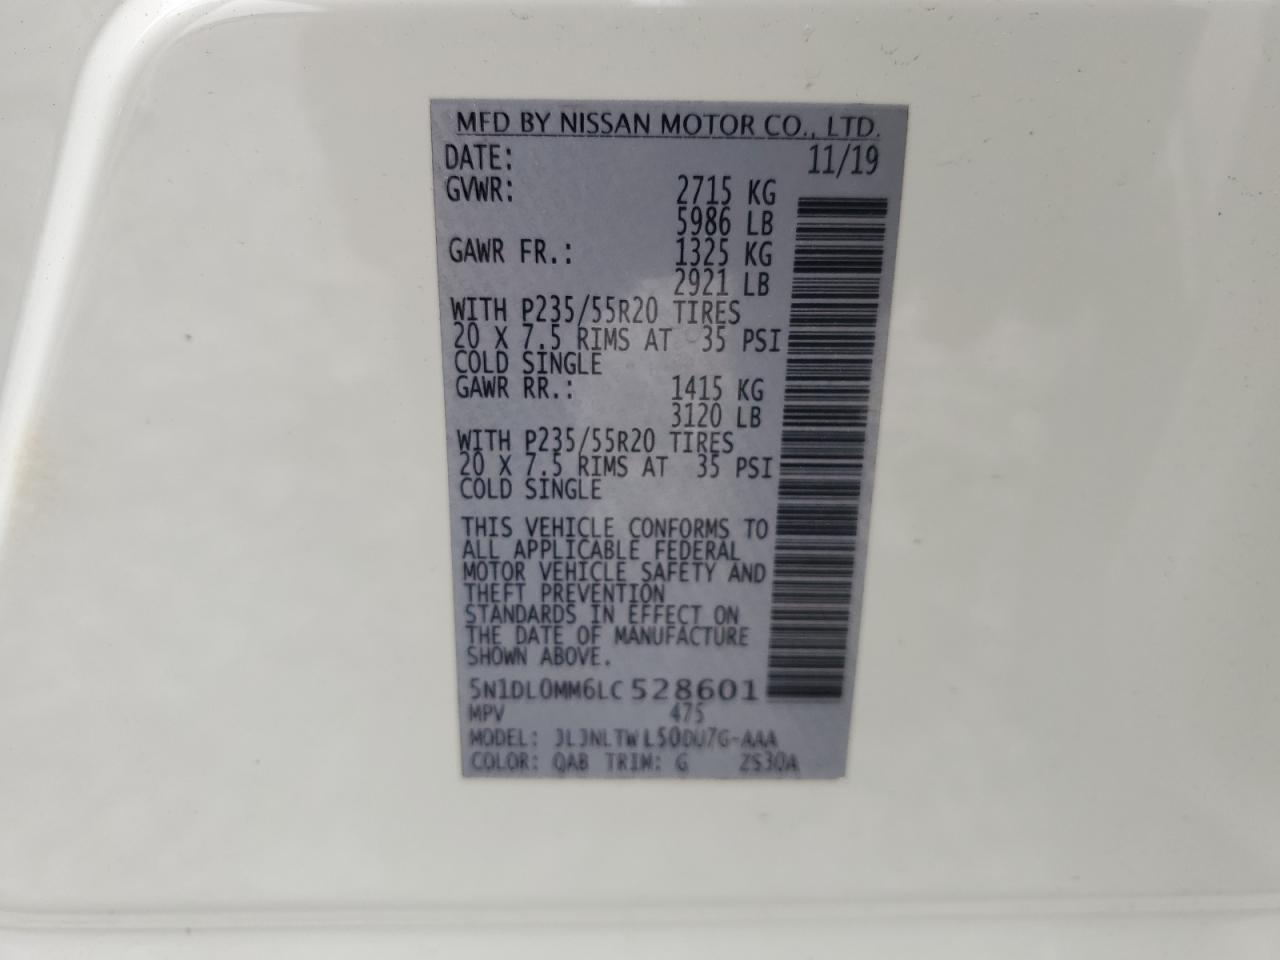 MFD BY NISSAN MOTOR CO., LTD.
DATE: 11/19
GVWR: 2715 KG
5986 LB
GAWR FR.: 1325 KG
2921 LB
WITH P235/55R20 TIRES
20 X 7.5 RIMS AT 35 PSI
COLD SINGLE
GAWR RR.: 1415 KG
3120 LB
WITH P235/55R20 TIRES
20 X 7.5 RIMS AT 35 PSI
COLD SINGLE
THIS VEHICLE CONFORMS TO
ALL APPLICABLE FEDERAL
MOTOR VEHICLE SAFETY AND
THEFT PREVENTION
STANDARDS IN EFFECT ON
THE DATE OF MANUFACTURE
SHOWN ABOVE.
5N1DL0MM6LC 528601
MPV 475
MODEL:
COLOR: QAB TRIM: G ZS30A